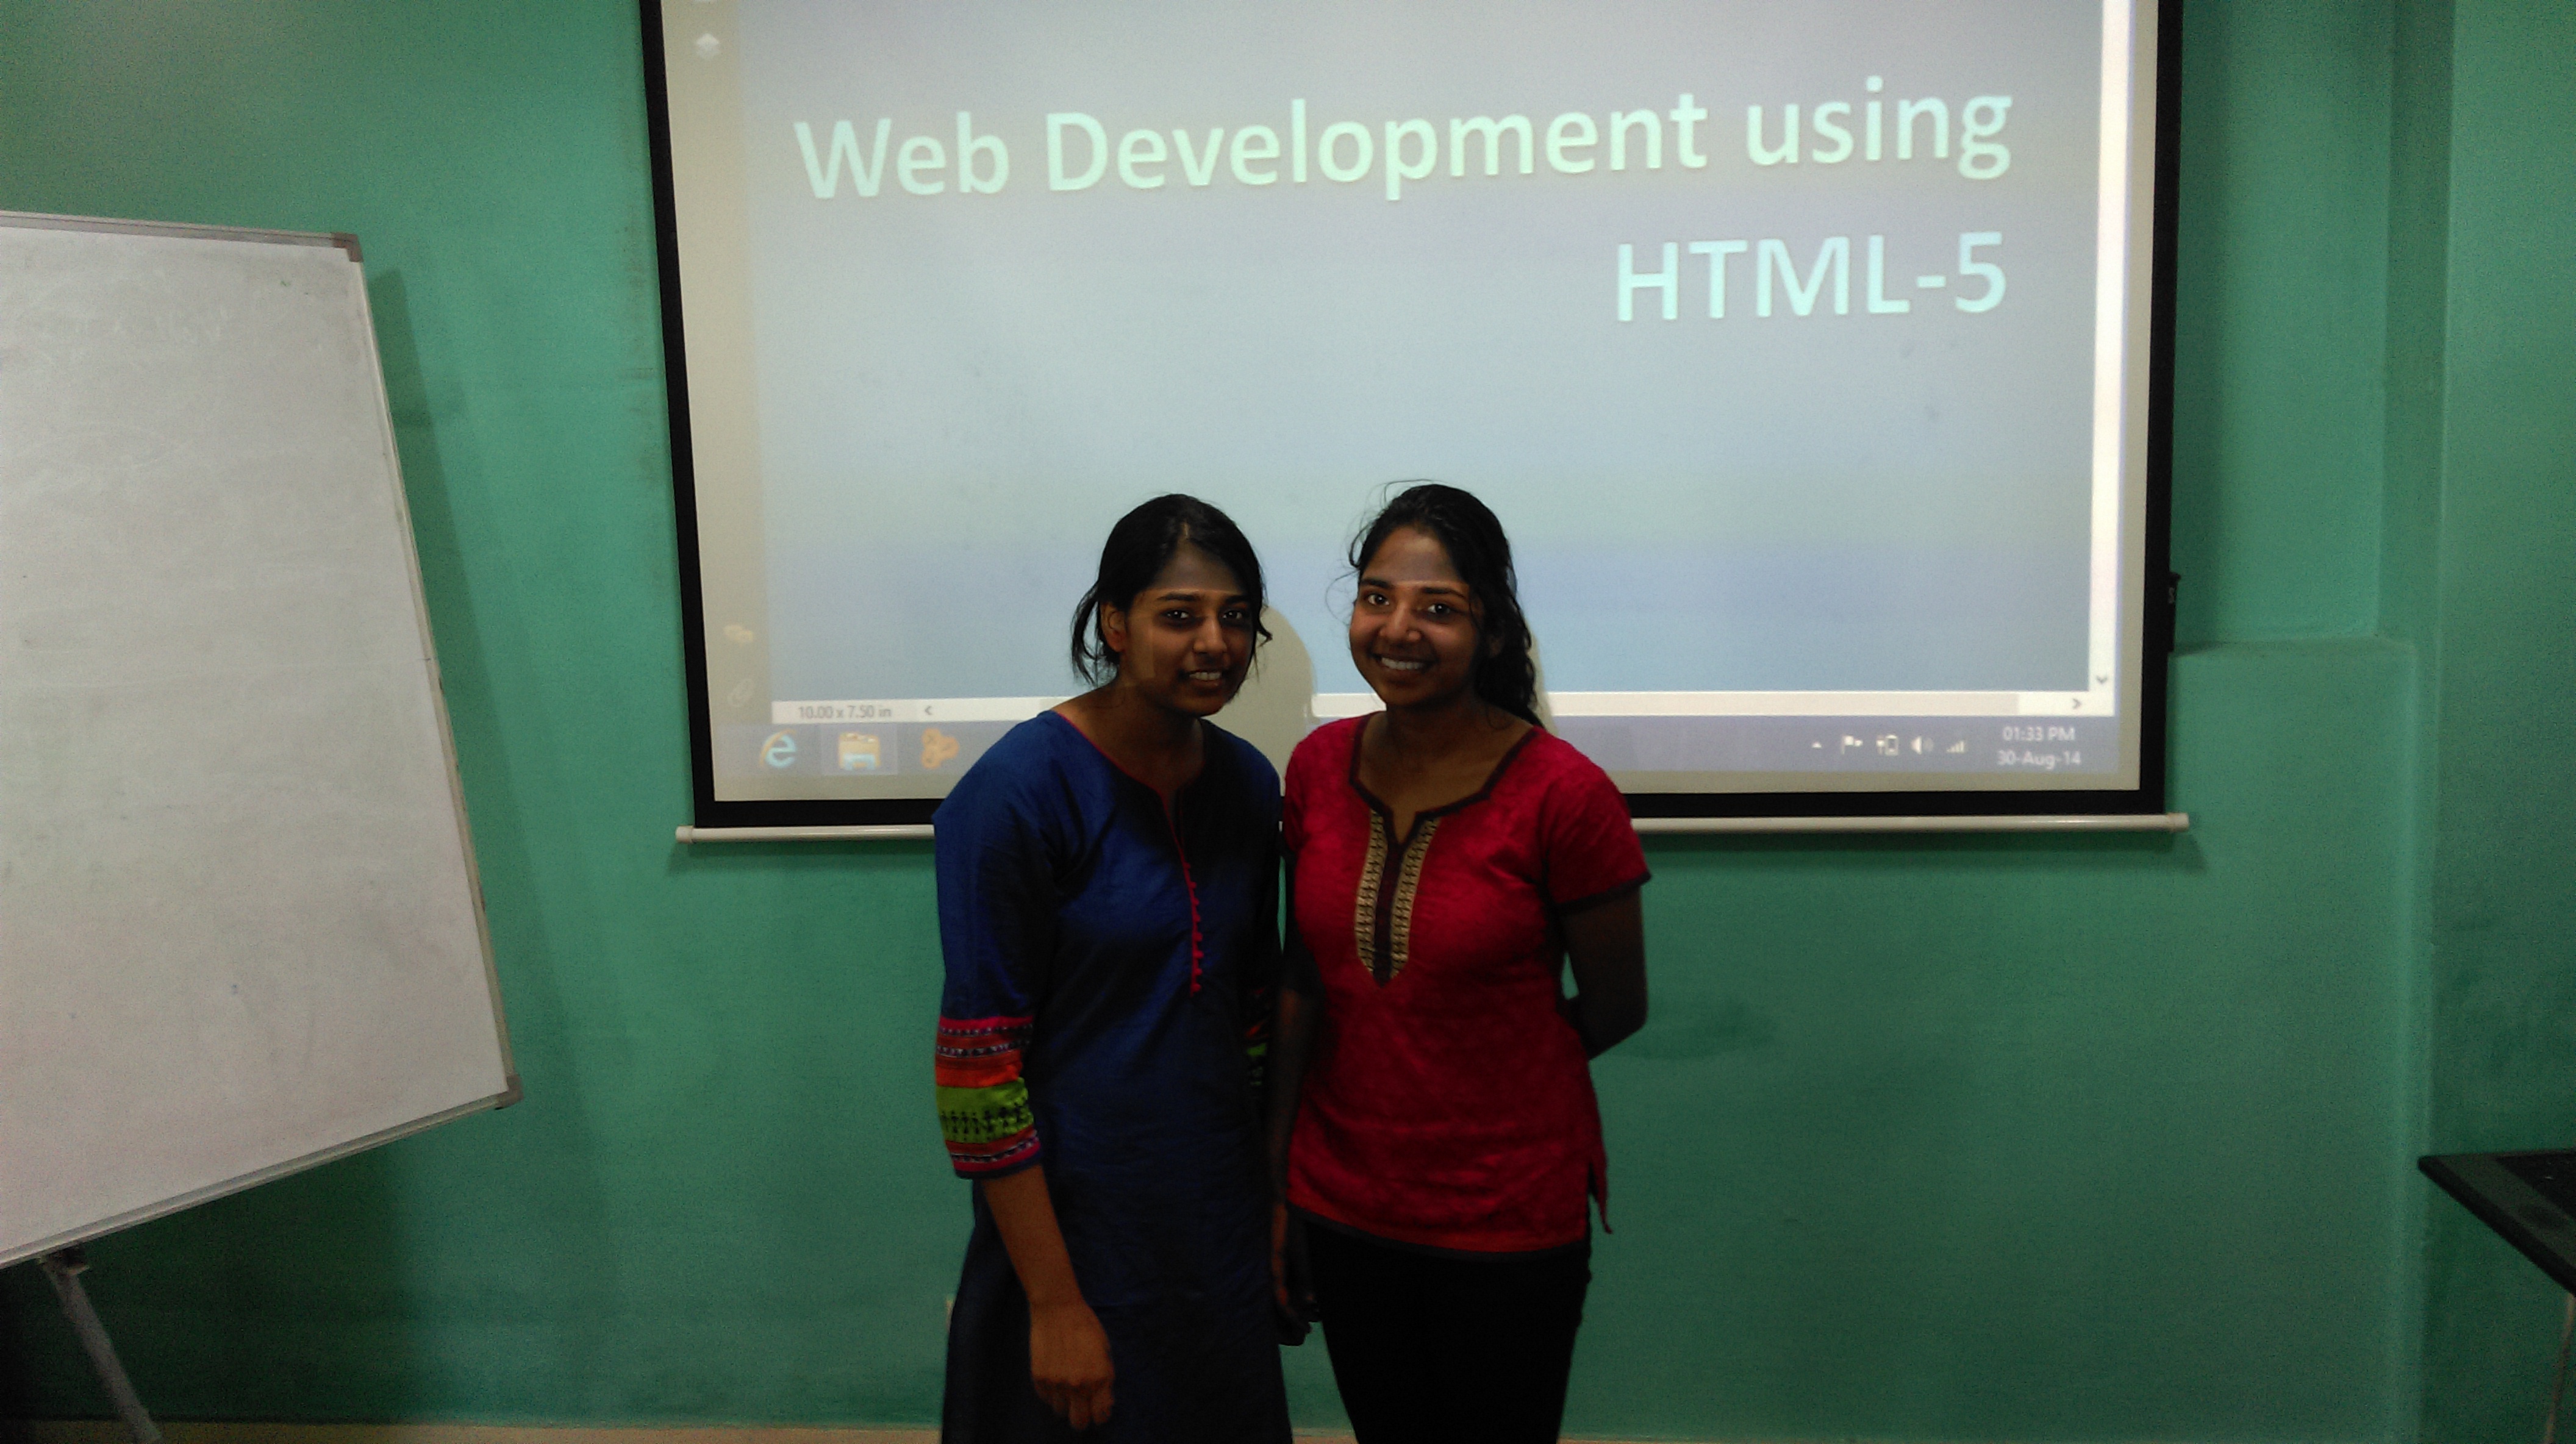 Web Development using
HTML-5
10.00 x 7.50 in
01:33 PM
30-Aug-14